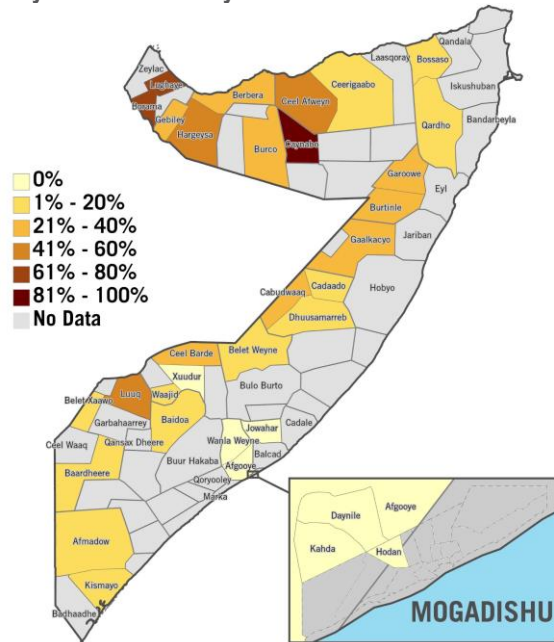 Qandala
Bossaso
Laasqoray
Zeylac
Iskushuban
Lughaye
Berbera
Ceel Afweyn
Ceerigaabo
Borama
Gebiley
Hargeysa
Burco
Caynabo
Qardho
Bandarbeyla
Garoowe
Eyl
Burtinle
Jariban
Gaalkacyo
Hobyo
Cadaado
Cabudwaaq
Dhuusamarreb
0%
1% - 20%
21% - 40%
41% - 60%
61% - 80%
81% - 100%
No Data
Ceel Barde
Belet Weyne
Xuudur
Bulo Burto
Luuq
Waajid
Belet Xaawo
Garbahaarrey
Baidoa
Jowahar
Cadale
Ceel Waaq
Qansax Dheere
Wanla Weyne
Balcad
Buur Hakaba
Afgooye
Baardheere
Qoryooley
Marka
Afmadow
Kismayo
Badhaadhe
Daynile
Afgooye
Kahda
Hodan
MOGADISHU